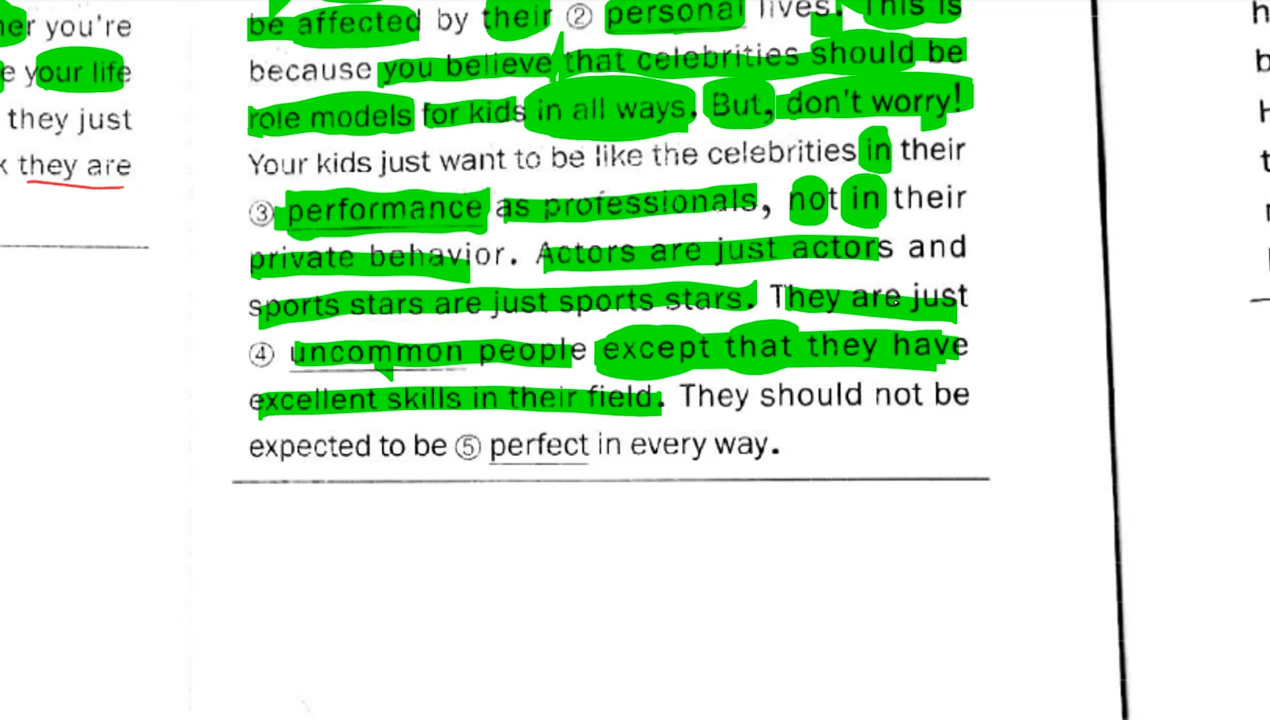 her you're
e your life
they just
they are
be affected by their ② personal lives. This is
because you believe that celebrities should be
role models for kids in all ways. But, don't worry!
Your kids just want to be like the celebrities in their
③ performance as professionals, not in their
private behavior. Actors are just actors and
sports stars are just sports stars. They are just
④ uncommon people except that they have
excellent skills in their field. They should not be
expected to be ⑤ perfect in every way.